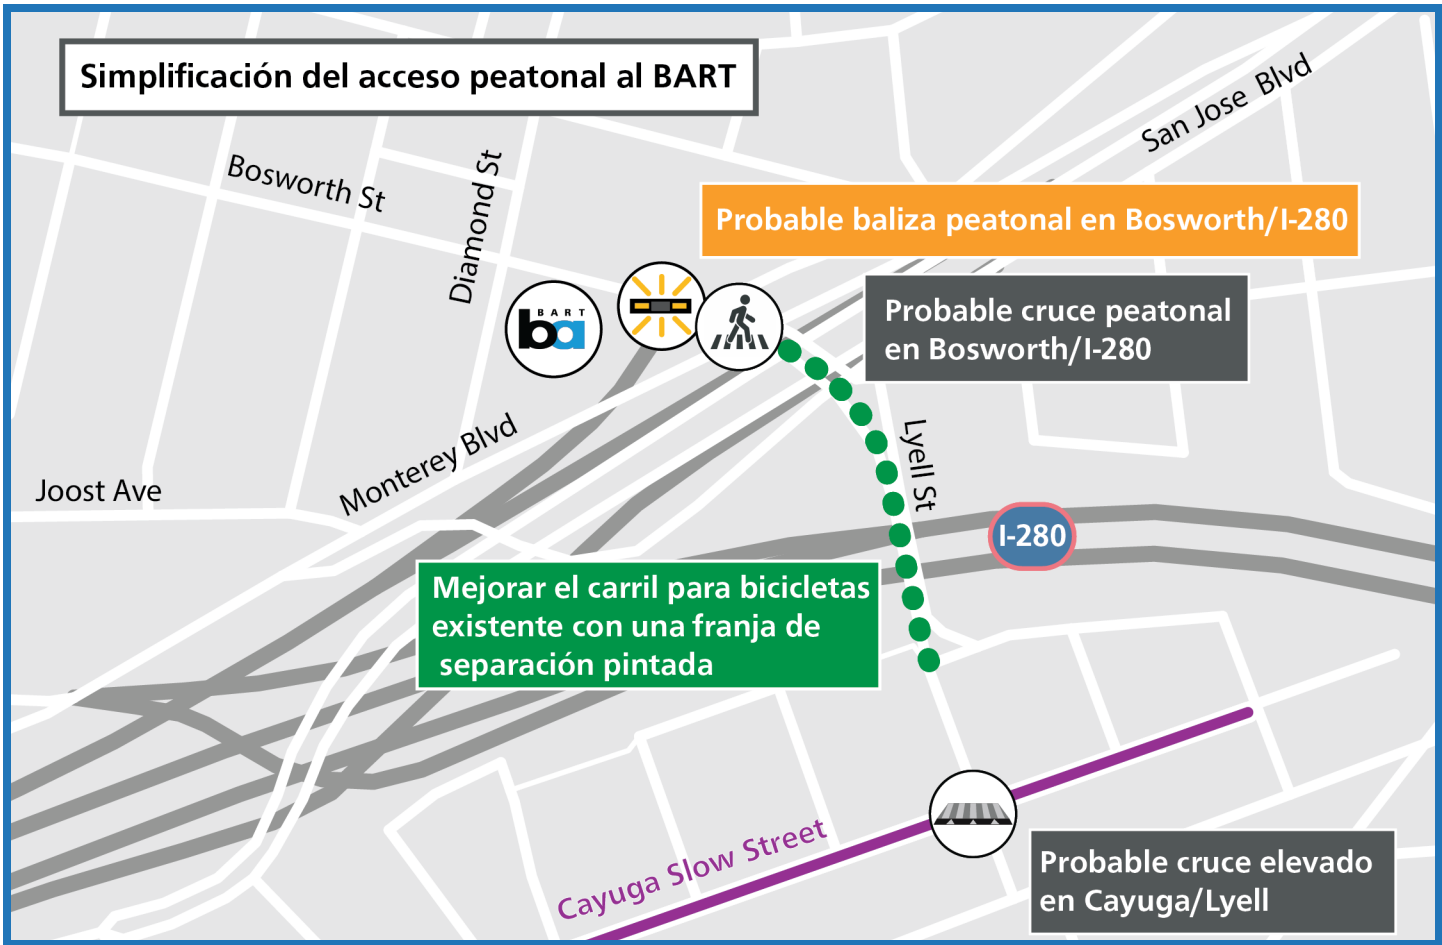 Simplificación del acceso peatonal al BART
San Jose Blvd
Bosworth St
Diamond St
Probable baliza peatonal en Bosworth/I-280
BART
ba
Probable cruce peatonal
en Bosworth/I-280
Monterey Blvd
Lyell St
Joost Ave
I-280
Mejorar el carril para bicicletas
existente con una franja de
separación pintada
Cayuga Slow Street
Probable cruce elevado
en Cayuga/Lyell